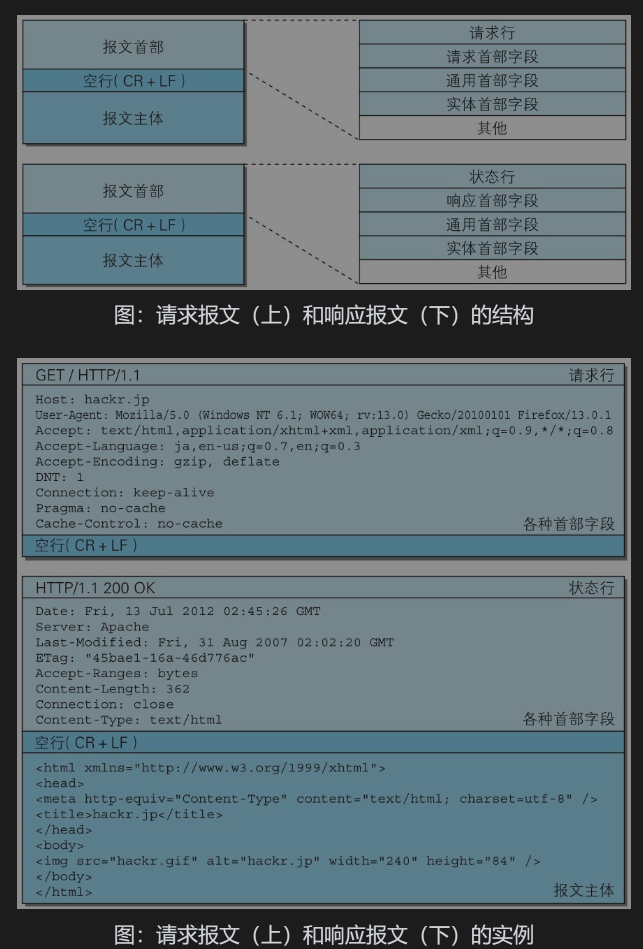 报文首部
空行( CR + LF )
报文主体
请求行
请求首部字段
通用首部字段
实体首部字段
其他
报文首部
空行( CR + LF )
报文主体
状态行
响应首部字段
通用首部字段
实体首部字段
其他
图：请求报文（上）和响应报文（下）的结构
GET / HTTP/1.1 请求行
Host: hackr.jp
User-Agent: Mozilla/5.0 (Windows NT 6.1; WOW64; rv:13.0) Gecko/20100101 Firefox/13.0.1
Accept: text/html,application/xhtml+xml,application/xml;q=0.9,*/*;q=0.8
Accept-Language: ja,en-us;q=0.7,en;q=0.3
Accept-Encoding: gzip, deflate
DNT: 1
Connection: keep-alive
Pragma: no-cache
Cache-Control: no-cache 各种首部字段
空行( CR + LF )
HTTP/1.1 200 OK 状态行
Date: Fri, 13 Jul 2012 02:45:26 GMT
Server: Apache
Last-Modified: Fri, 31 Aug 2007 02:02:20 GMT
ETag: "45bae1-16a-46d776ac"
Accept-Ranges: bytes
Content-Length: 362
Connection: close
Content-Type: text/html 各种首部字段
空行( CR + LF )
<html xmlns="http://www.w3.org/1999/xhtml">
<head>
<meta http-equiv="Content-Type" content="text/html; charset=utf-8" />
<title>hackr.jp</title>
</head>
<body>
<img src="hackr.gif" alt="hackr.jp" width="240" height="84" />
</body>
</html> 报文主体
图：请求报文（上）和响应报文（下）的实例